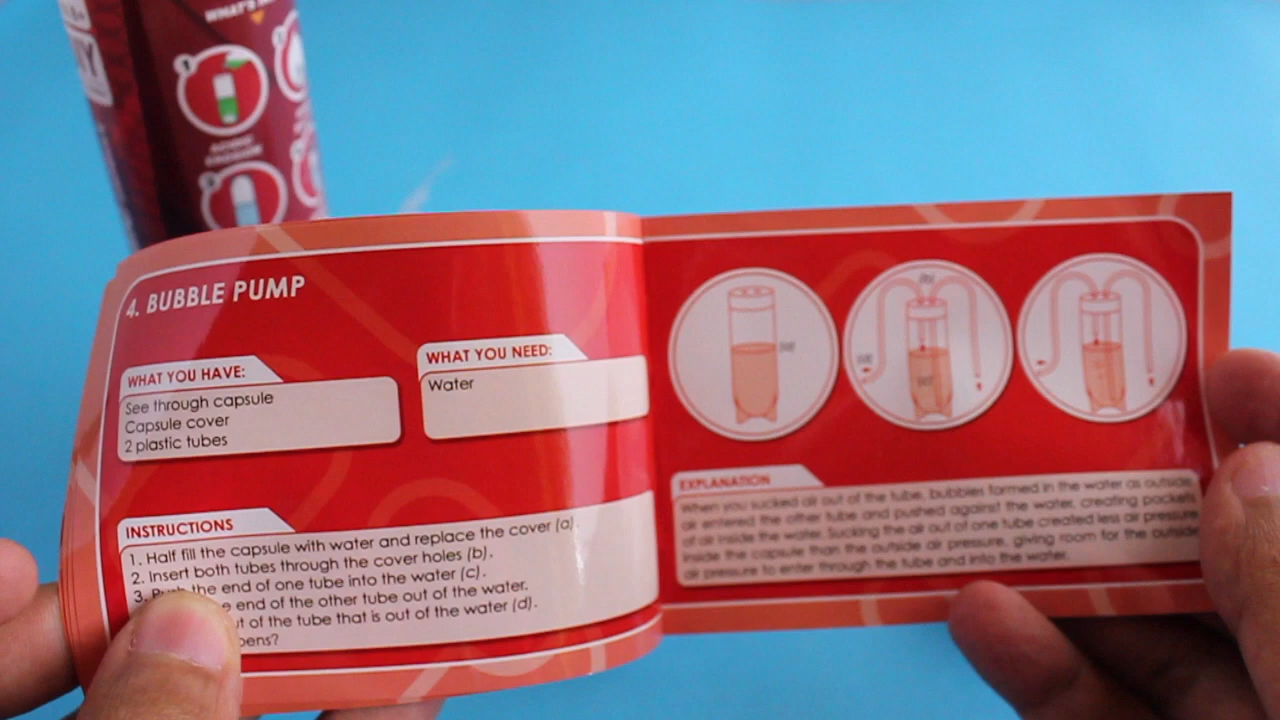 WHAT'S
4. BUBBLE PUMP
WHAT YOU HAVE:
See through capsule
Capsule cover
2 plastic tubes
WHAT YOU NEED:
Water
INSTRUCTIONS
1. Half fill the capsule with water and replace the cover (a).
2. Insert both tubes through the cover holes (b).
3. the end of one tube into the water (c).
end of the other tube out of the water.
of the tube that is out of the water (d).
EXPLANATION
When you sucked air out of the tube, bubbles formed in the water as outside
air entered the other tube and pushed against the water, creating pockets
of air inside the water. Sucking the air out of one tube created less air pressure
inside the capsule than the outside air pressure, giving room for the outside
air pressure to enter through the tube and into the water.